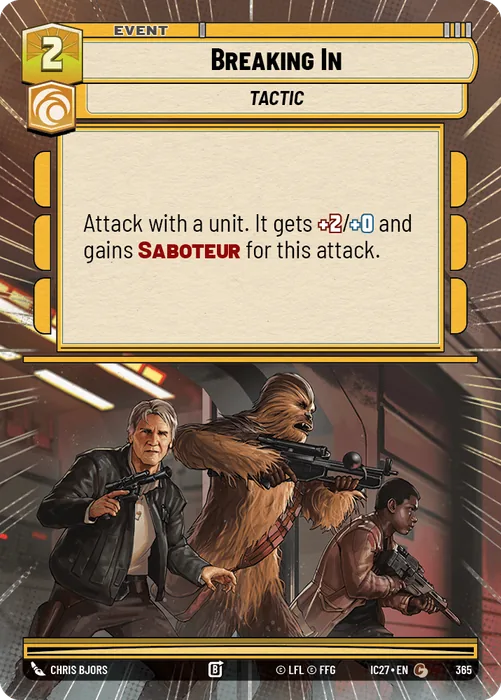 EVENT
2
BREAKING IN
TACTIC
Attack with a unit. It gets +2/+0 and
gains SABOTEUR for this attack.
CHRIS BJORS
B
© LFL © FFG
IC27 • EN
C
365